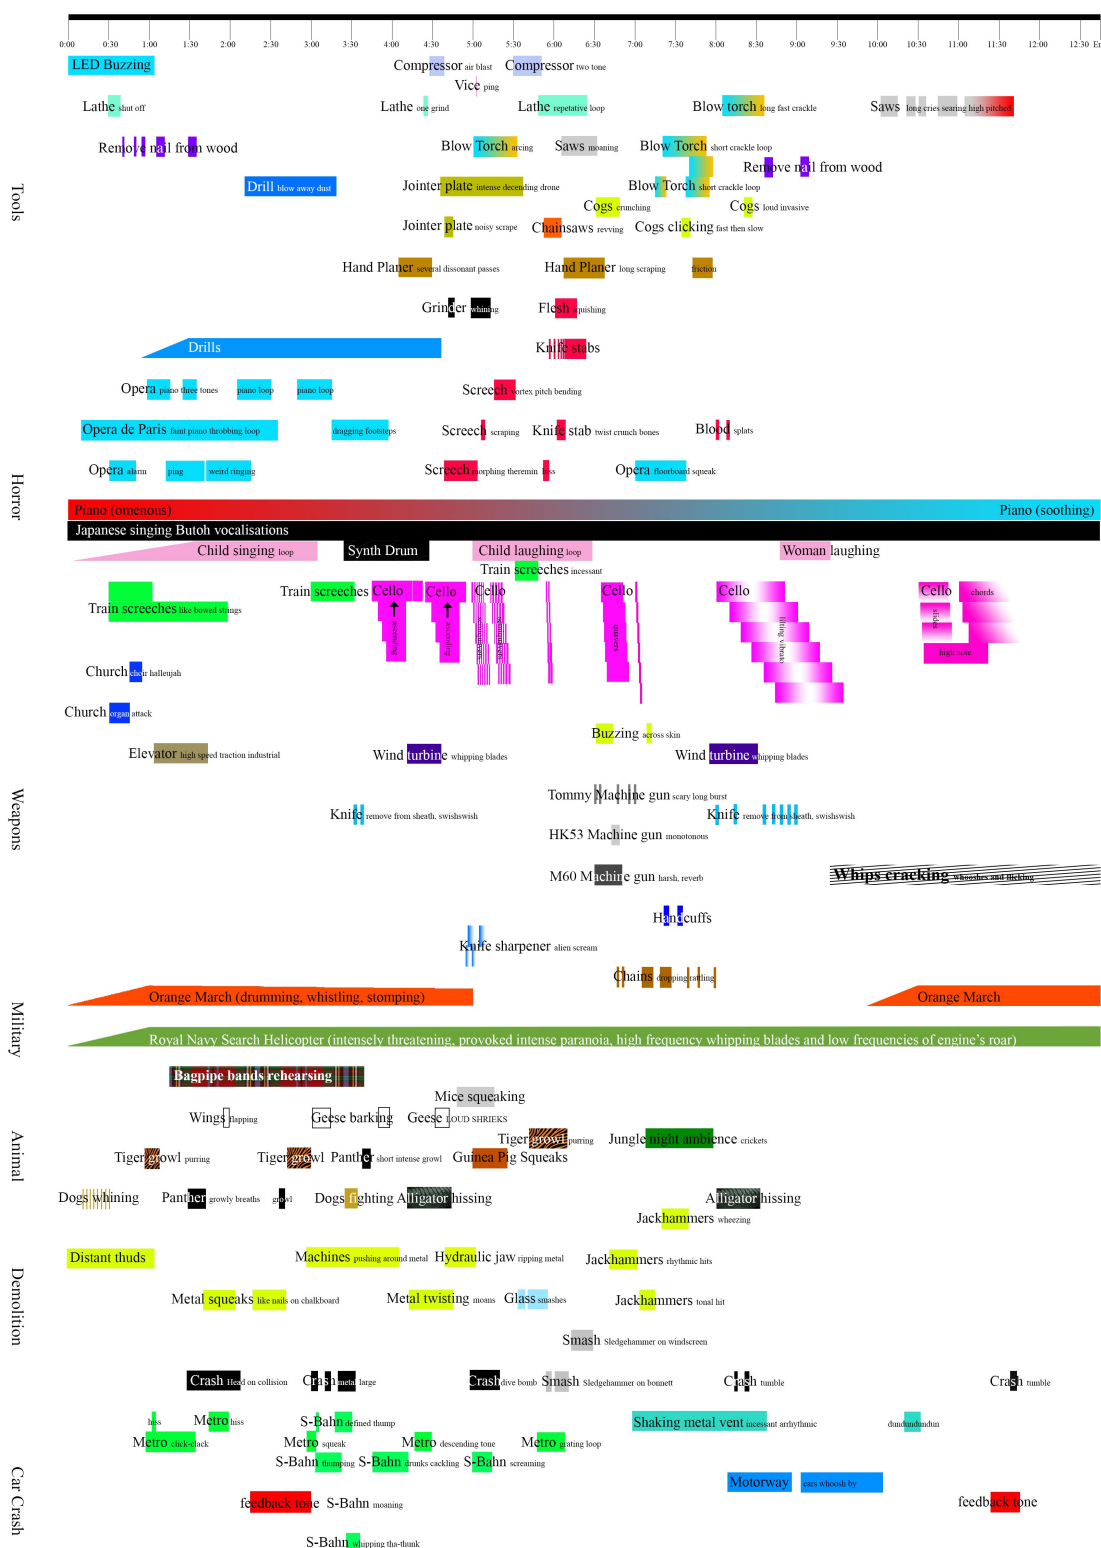 0:00 0:30 1:00 1:30 2:00 2:30 3:00 3:30 4:00 4:30 5:00 5:30 6:00 6:30 7:00 7:30 8:00 8:30 9:00 9:30 10:00 10:30 11:00 11:30 12:00 12:30 En
LED Buzzing Compressor air blast Compressor two tone
Vice ping
Lathe shut off Lathe one grind Lathe repetative loop Blow torch long fast crackle Saws long cries searing high pitched
Remove nail from wood Blow Torch arcing Saws moaning Blow Torch short crackle loop
Remove nail from wood
Tools
Drill blow away dust Jointer plate intense decending drone Blow Torch short crackle loop
Cogs crunching Cogs loud invasive
Jointer plate noisy scrape Chainsaws revving Cogs clicking fast then slow
Hand Planer several dissonant passes Hand Planer long scraping friction
Grinder whining Flesh squishing
Drills Knife stabs
Opera piano three tones piano loop piano loop Screech vortex pitch bending
Opera de Paris faint piano throbbing loop dragging footsteps Screech scraping Knife stab twist crunch bones Blood splats
Opera alarm ping weird ringing Screech morphing theremin hiss Opera floorboard squeak
Horror
Piano (omenous) Piano (soothing)
Japanese singing Butoh vocalisations
Child singing loop Synth Drum Child laughing loop Woman laughing
Train screeches incessant
Train screeches Cello Cello Cello Cello Cello Cello chords
Train screeches like bowed strings
ascending ascending quavers lilting vibrato slides
high note
Church choir halleujah
Church organ attack
Buzzing across skin
Elevator high speed traction industrial Wind turbine whipping blades Wind turbine whipping blades
Weapons
Tommy Machine gun scary long burst
Knife remove from sheath, swishswish Knife remove from sheath, swishswish
HK53 Machine gun monotonous
M60 Machine gun harsh, reverb Whips cracking whooshes and flicking
Handcuffs
Knife sharpener alien scream
Chains dropping rattling
Military
Orange March (drumming, whistling, stomping) Orange March
Royal Navy Search Helicopter (intensely threatening, provoked intense paranoia, high frequency whipping blades and low frequencies of engine's roar)
Bagpipe bands rehearsing
Mice squeaking
Wings flapping Geese barking Geese LOUD SHRIEKS
Animal
Tiger growl purring Jungle night ambience crickets
Tiger growl purring Tiger growl Panther short intense growl Guinea Pig Squeaks
Dogs whining Panther growly breaths growl Dogs fighting Alligator hissing Alligator hissing
Jackhammers wheezing
Demolition
Distant thuds Machines pushing around metal Hydraulic jaw ripping metal Jackhammers rhythmic hits
Metal squeaks like nails on chalkboard Metal twisting moans Glass smashes Jackhammers tonal hit
Smash Sledgehammer on windscreen
Crash Head on collision Crash metal large Crash dive bomb Smash Sledgehammer on bonnett Crash tumble Crash tumble
hiss Metro hiss S-Bahn defined thump Shaking metal vent incessant arrhythmic dundundundun
Metro click-clack Metro squeak Metro descending tone Metro grating loop
S-Bahn thumping S-Bahn drunks cackling S-Bahn screaming
Car Crash
Motorway cars whoosh by
feedback tone S-Bahn moaning feedback tone
S-Bahn whipping tha-thunk